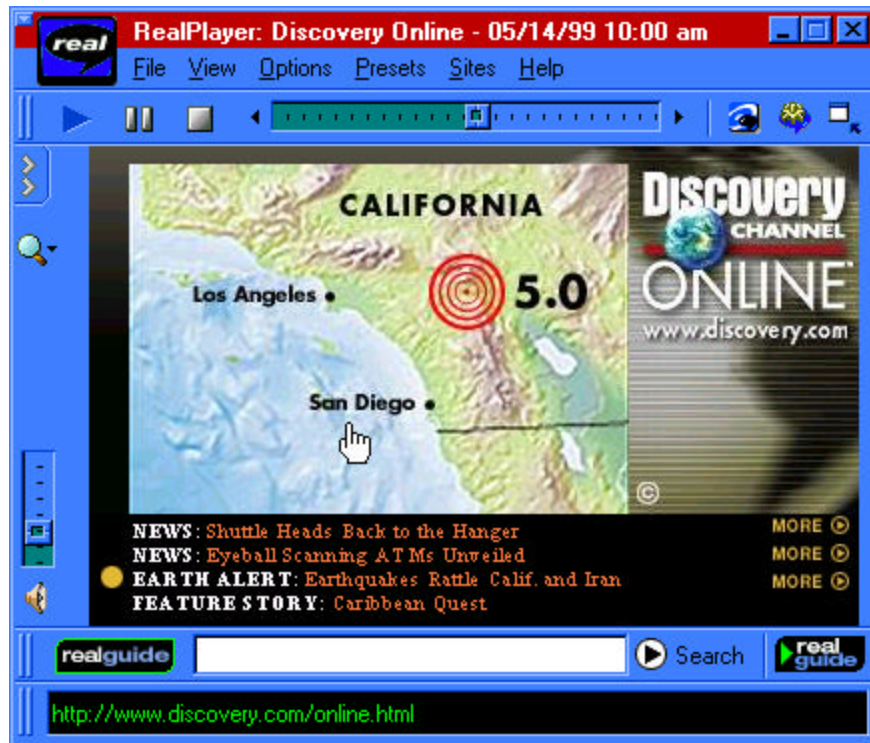 real
RealPlayer: Discovery Online - 05/14/99 10:00 am
File View Options Presets Sites Help
CALIFORNIA
Los Angeles
5.0
San Diego
Discovery
CHANNEL
ONLINE
www.discovery.com
©
NEWS: Shuttle Heads Back to the Hanger MORE
NEWS: Eyeball Scanning ATMs Unveiled MORE
EARTH ALERT: Earthquakes Rattle Calif. and Iran MORE
FEATURE STORY: Caribbean Quest
realguide Search real guide
http://www.discovery.com/online.html